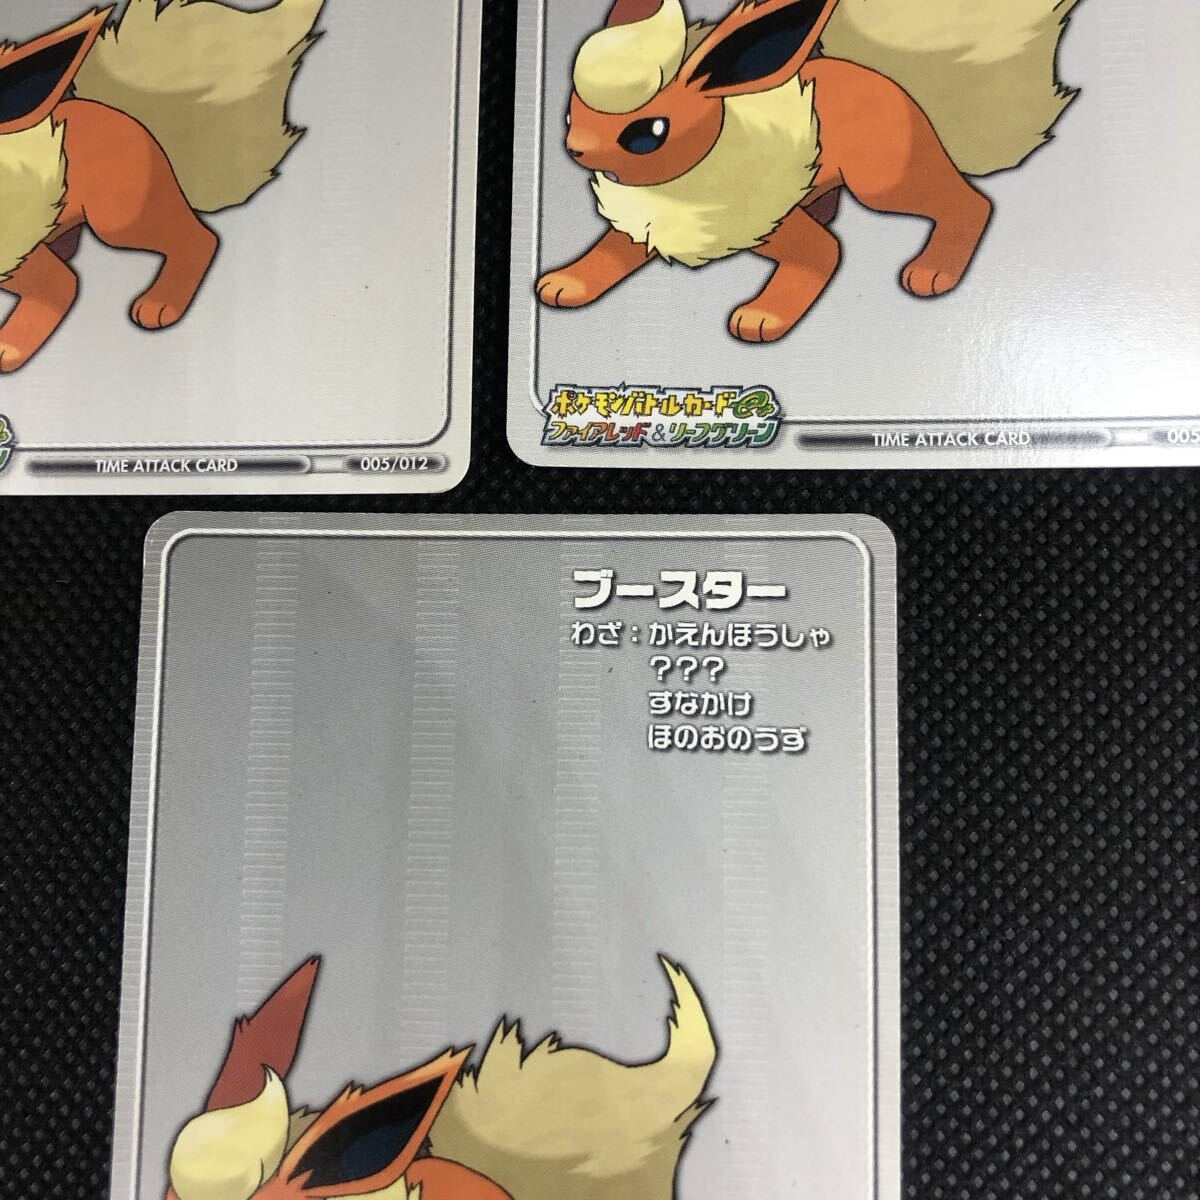 TIME ATTACK CARD
005/012
ポケモンバトルカードe+
ファイアレッド&リーフグリーン
TIME ATTACK CARD
005
ブースター
わざ:かえんほうしゃ
???
すなかけ
ほのおのうず